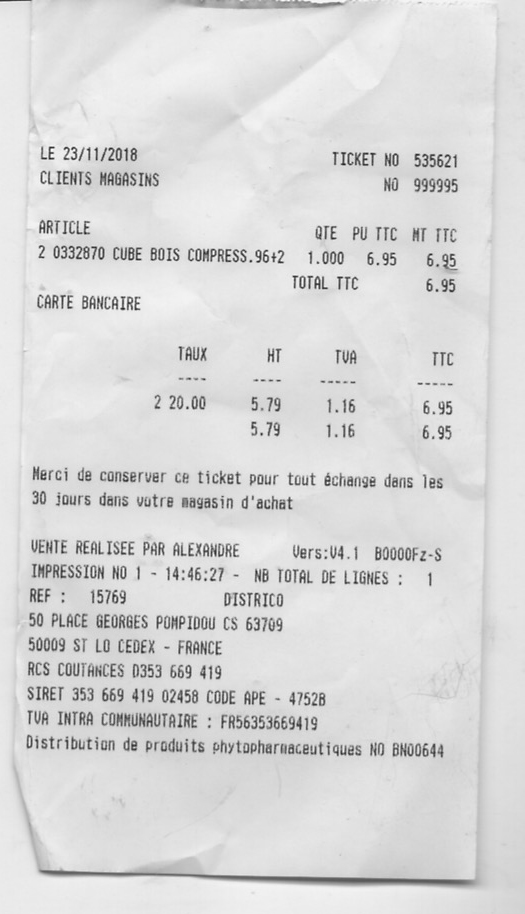 LE 23/11/2018 TICKET NO 535621
CLIENTS MAGASINS NO 999995
ARTICLE QTE PU TTC MT TTC
2 0332870 CUBE BOIS COMPRESS.96+2 1.000 6.95 6.95
TOTAL TTC 6.95
CARTE BANCAIRE
TAUX HT TVA TTC
---- ---- ----- -----
2 20.00 5.79 1.16 6.95
5.79 1.16 6.95
Merci de conserver ce ticket pour tout échange dans les
30 jours dans votre magasin d'achat
VENTE REALISEE PAR ALEXANDRE Vers:V4.1 B0000Fz-S
IMPRESSION NO 1 - 14:46:27 - NB TOTAL DE LIGNES : 1
REF : 15769 DISTRICO
50 PLACE GEORGES POMPIDOU CS 63709
50009 ST LO CEDEX - FRANCE
RCS COUTANCES D353 669 419
SIRET 353 669 419 02458 CODE APE - 4752B
TVA INTRA COMMUNAUTAIRE : FR56353669419
Distribution de produits phytopharmaceutiques NO BN00644